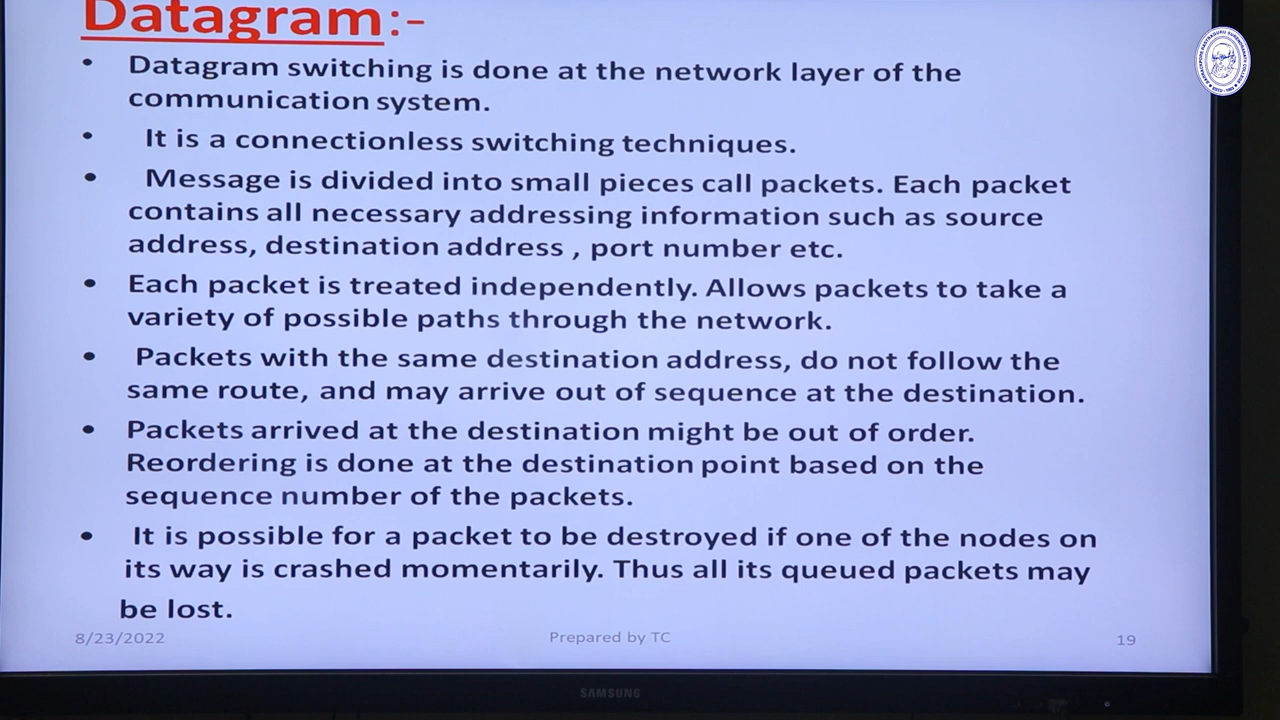 Datagram:-
• Datagram switching is done at the network layer of the
communication system.
• It is a connectionless switching techniques.
• Message is divided into small pieces call packets. Each packet
contains all necessary addressing information such as source
address, destination address , port number etc.
• Each packet is treated independently. Allows packets to take a
variety of possible paths through the network.
• Packets with the same destination address, do not follow the
same route, and may arrive out of sequence at the destination.
• Packets arrived at the destination might be out of order.
Reordering is done at the destination point based on the
sequence number of the packets.
• It is possible for a packet to be destroyed if one of the nodes on
its way is crashed momentarily. Thus all its queued packets may
be lost.
8/23/2022
Prepared by TC
19
SAMSUNG